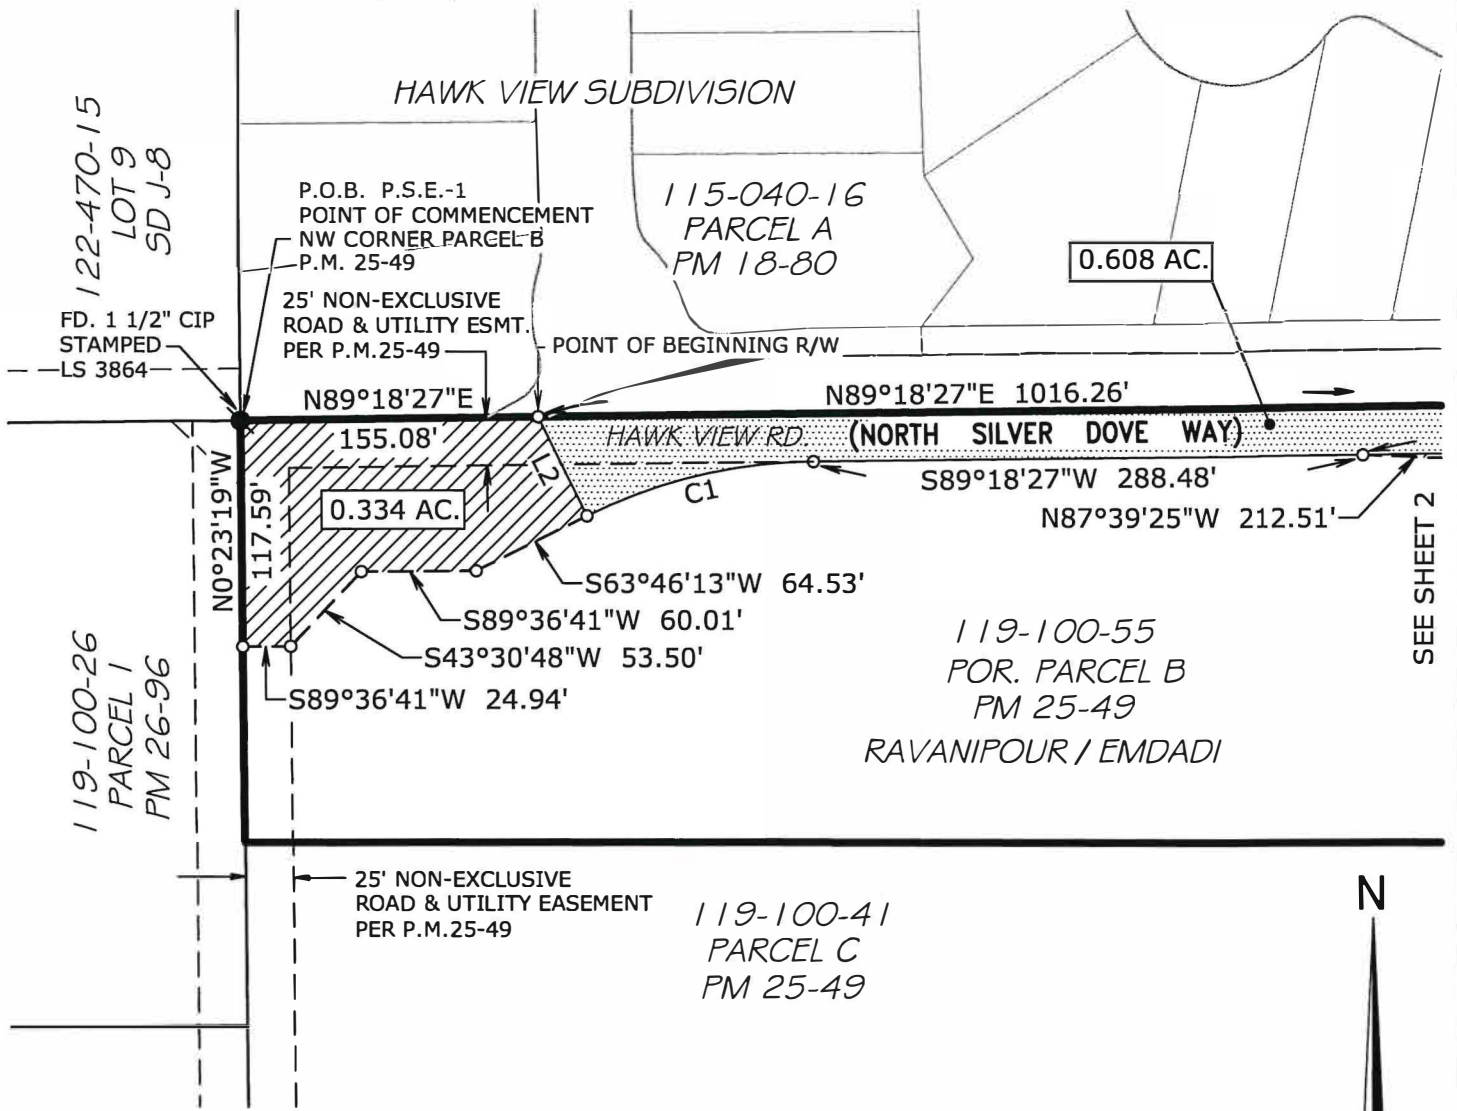 HAWK VIEW SUBDIVISION
122-470-15
LOT 9
SD J-8
P.O.B. P.S.E.-1
POINT OF COMMENCEMENT
NW CORNER PARCEL B
P.M. 25-49
115-040-16
PARCEL A
PM 18-80
0.608 AC.
25' NON-EXCLUSIVE
ROAD & UTILITY ESMT.
PER P.M.25-49
FD. 1 1/2" CIP
STAMPED
LS 3864
POINT OF BEGINNING R/W
N89°18'27"E
155.08'
N89°18'27"E 1016.26'
HAWK VIEW RD.
(NORTH SILVER DOVE WAY)
L2
C1
S89°18'27"W 288.48'
N87°39'25"W 212.51'
0.334 AC.
N0°23'19"W
117.59'
S63°46'13"W 64.53'
S89°36'41"W 60.01'
S43°30'48"W 53.50'
S89°36'41"W 24.94'
SEE SHEET 2
119-100-26
PARCEL 1
PM 26-96
119-100-55
POR. PARCEL B
PM 25-49
RAVANIPOUR / EMDADI
25' NON-EXCLUSIVE
ROAD & UTILITY EASEMENT
PER P.M.25-49
119-100-41
PARCEL C
PM 25-49
N